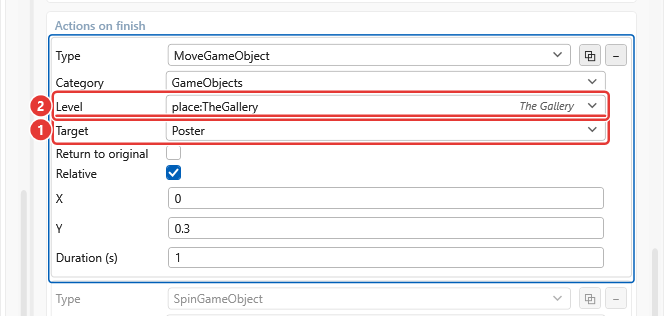 Actions on finish
Type MoveGameObject
Category GameObjects
2 Level place:TheGallery The Gallery
1 Target Poster
Return to original
Relative
X 0
Y 0.3
Duration (s) 1
Type SpinGameObject